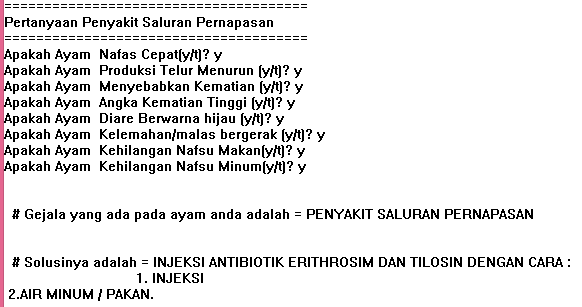 ======================================
Pertanyaan Penyakit Saluran Pernapasan
======================================
Apakah Ayam  Nafas Cepat(y/t)? y
Apakah Ayam  Produksi Telur Menurun (y/t)? y
Apakah Ayam  Menyebabkan Kematian (y/t)? y
Apakah Ayam  Angka Kematian Tinggi (y/t)? y
Apakah Ayam  Diare Berwarna hijau (y/t)? y
Apakah Ayam  Kelemahan/malas bergerak (y/t)? y
Apakah Ayam  Kehilangan Nafsu Makan(y/t)? y
Apakah Ayam  Kehilangan Nafsu Minum(y/t)? y
# Gejala yang ada pada ayam anda adalah = PENYAKIT SALURAN PERNAPASAN
# Solusinya adalah = INJEKSI ANTIBIOTIK ERITHROSIM DAN TILOSIN DENGAN CARA :
1. INJEKSI
2.AIR MINUM / PAKAN.